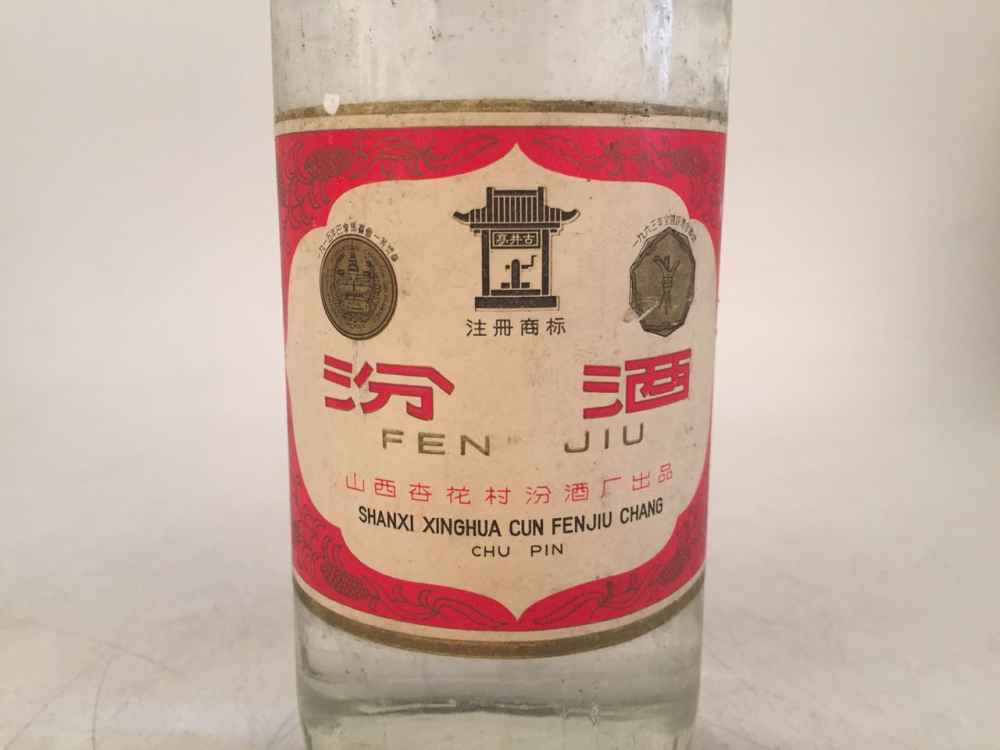 古井亭
注册商标
汾酒
FEN JIU
山西杏花村汾酒厂出品
SHANXI XINGHUA CUN FENJIU CHANG
CHU PIN